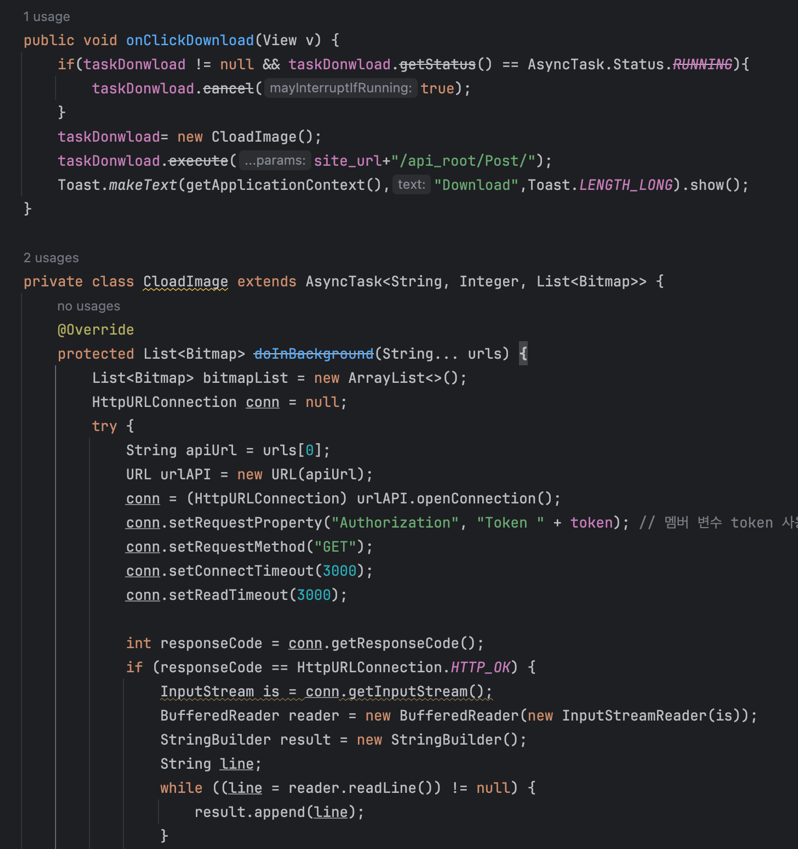 1 usage
public void onClickDownload(View v) {
if(taskDonwload != null && taskDonwload.getStatus() == AsyncTask.Status.RUNNING){
taskDonwload.cancel( mayInterruptIfRunning: true);
}
taskDonwload= new CloadImage();
taskDonwload.execute( ...params: site_url+"/api_root/Post/");
Toast.makeText(getApplicationContext(), text: "Download",Toast.LENGTH_LONG).show();
}
2 usages
private class CloadImage extends AsyncTask<String, Integer, List<Bitmap>> {
no usages
@Override
protected List<Bitmap> doInBackground(String... urls) {
List<Bitmap> bitmapList = new ArrayList<>();
HttpURLConnection conn = null;
try {
String apiUrl = urls[0];
URL urlAPI = new URL(apiUrl);
conn = (HttpURLConnection) urlAPI.openConnection();
conn.setRequestProperty("Authorization", "Token " + token); // 멤버 변수 token
conn.setRequestMethod("GET");
conn.setConnectTimeout(3000);
conn.setReadTimeout(3000);
int responseCode = conn.getResponseCode();
if (responseCode == HttpURLConnection.HTTP_OK) {
InputStream is = conn.getInputStream();
BufferedReader reader = new BufferedReader(new InputStreamReader(is));
StringBuilder result = new StringBuilder();
String line;
while ((line = reader.readLine()) != null) {
result.append(line);
}